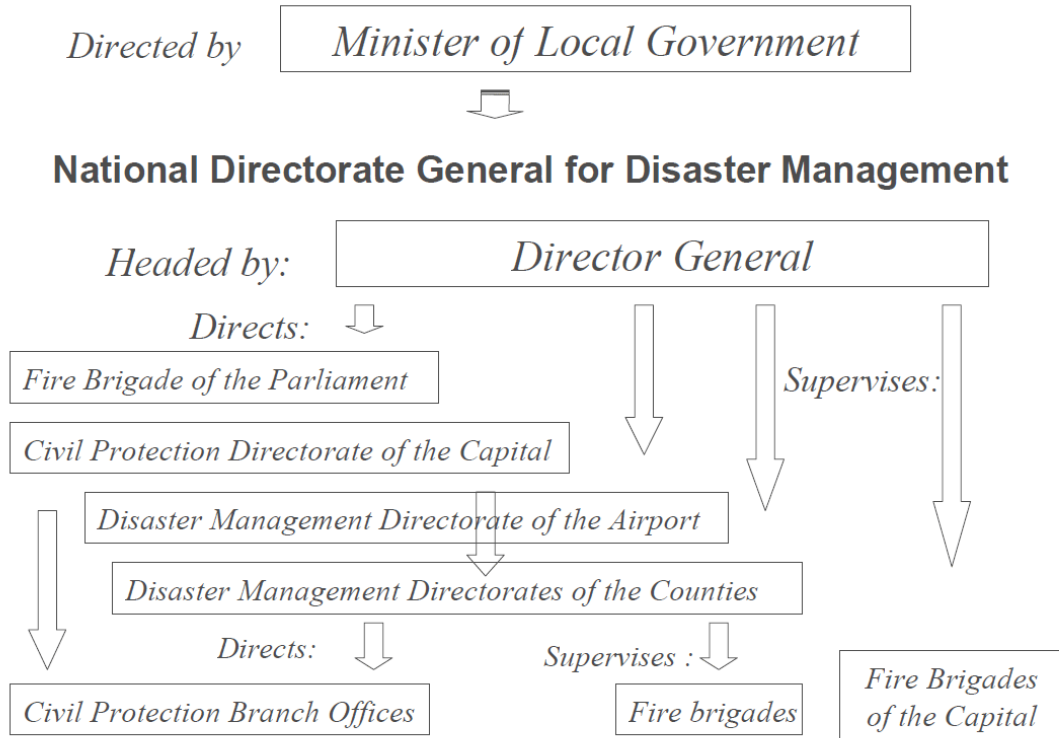 Directed by
Minister of Local Government
National Directorate General for Disaster Management
Headed by:
Director General
Directs:
Fire Brigade of the Parliament
Supervises:
Civil Protection Directorate of the Capital
Disaster Management Directorate of the Airport
Disaster Management Directorates of the Counties
Directs:
Supervises :
Civil Protection Branch Offices
Fire brigades
Fire Brigades
of the Capital